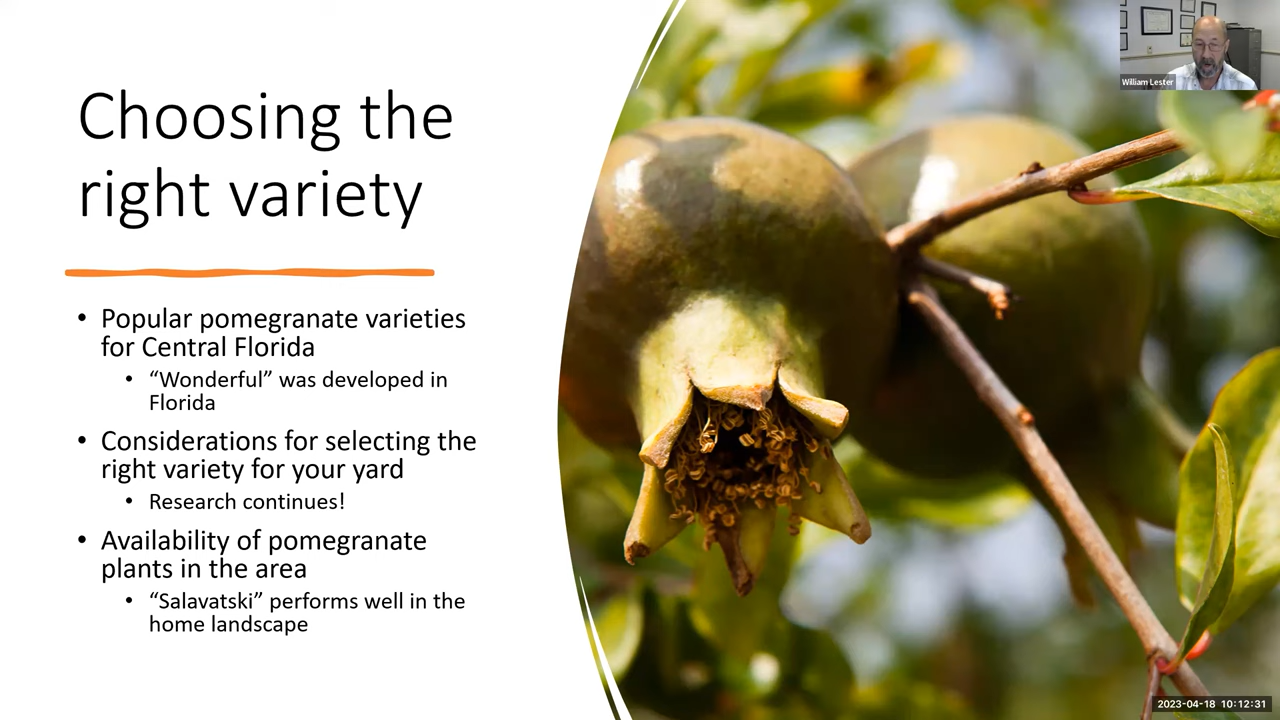 Choosing the
right variety
• Popular pomegranate varieties
for Central Florida
• “Wonderful” was developed in
Florida
• Considerations for selecting the
right variety for your yard
• Research continues!
• Availability of pomegranate
plants in the area
• “Salavatski” performs well in the
home landscape
William Lester
2023-04-18 10:12:31